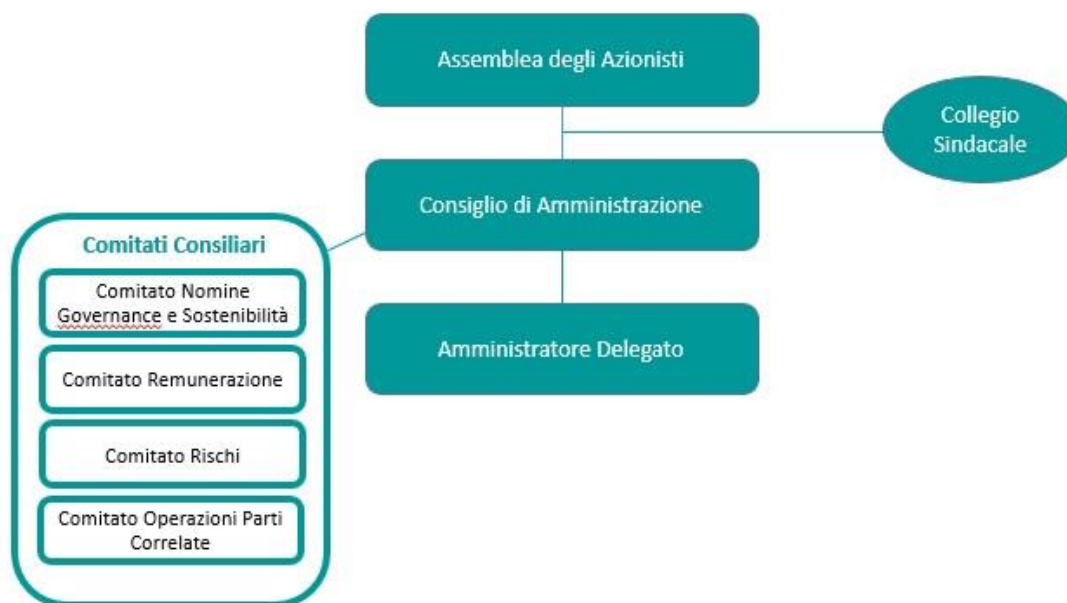 Assemblea degli Azionisti
Collegio
Sindacale
Consiglio di Amministrazione
Comitati Consiliari
Comitato Nomine
Governance e Sostenibilità
Comitato Remunerazione
Comitato Rischi
Comitato Operazioni Parti
Correlate
Amministratore Delegato